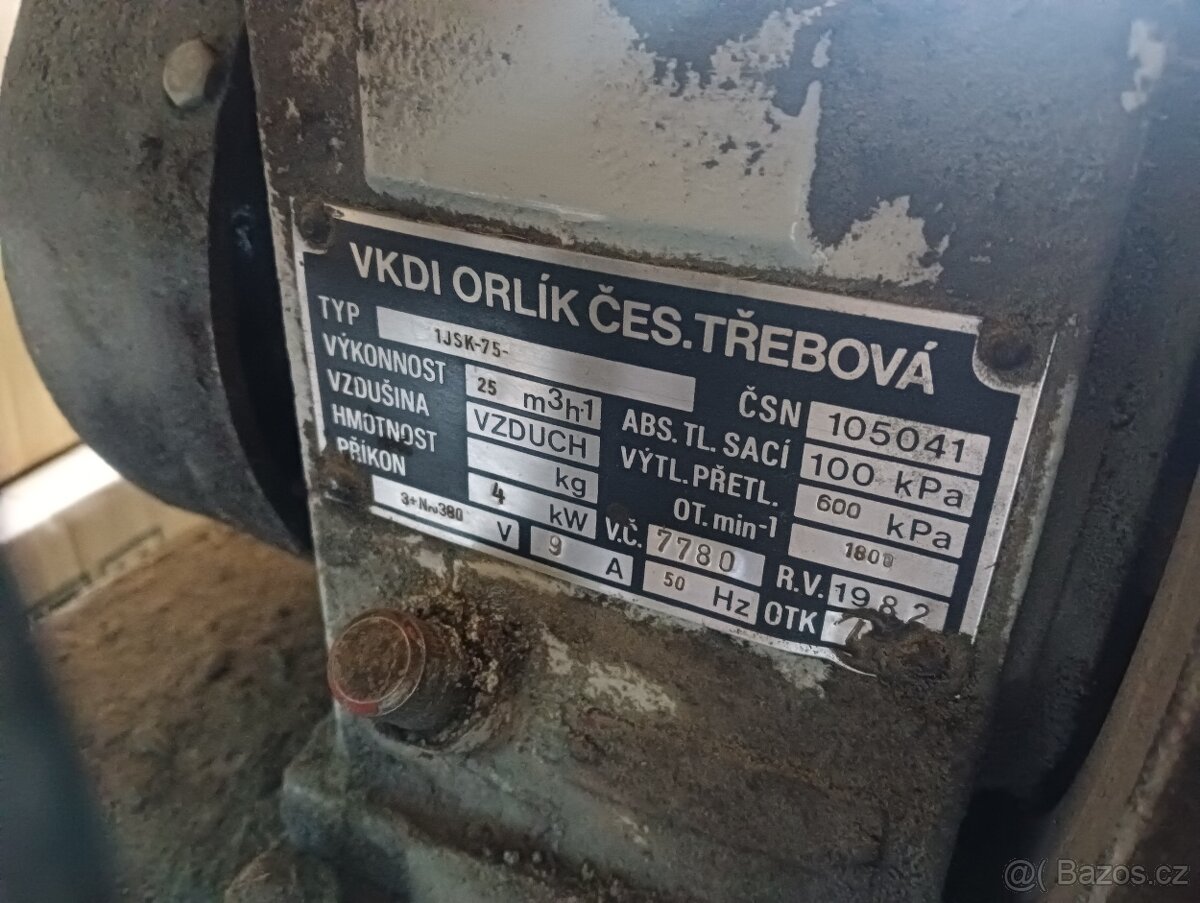 VKDI ORLÍK ČES.TŘEBOVÁ
TYP 1JSK-75- ČSN 105041
VÝKONNOST 25 m3h-1 ABS. TL. SACÍ 100 kPa
VZDUŠINA VZDUCH VÝTL. PŘETL. 600 kPa
HMOTNOST kg OT. min-1 1800
PŘÍKON 4 kW V.Č. 7780 R.V. 1982
3+N~380 V 9 A 50 Hz OTK
@( Bazos.cz